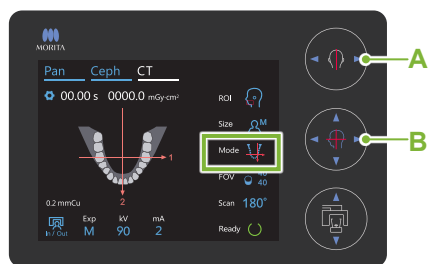 MORITA
Pan Ceph CT
00.00 s 0000.0 mGy·cm²
ROI
Size M
Mode
1
FOV 40
40
2
0.2 mmCu
Scan 180°
Exp kV mA
In / Out M 90 2
Ready
A
B